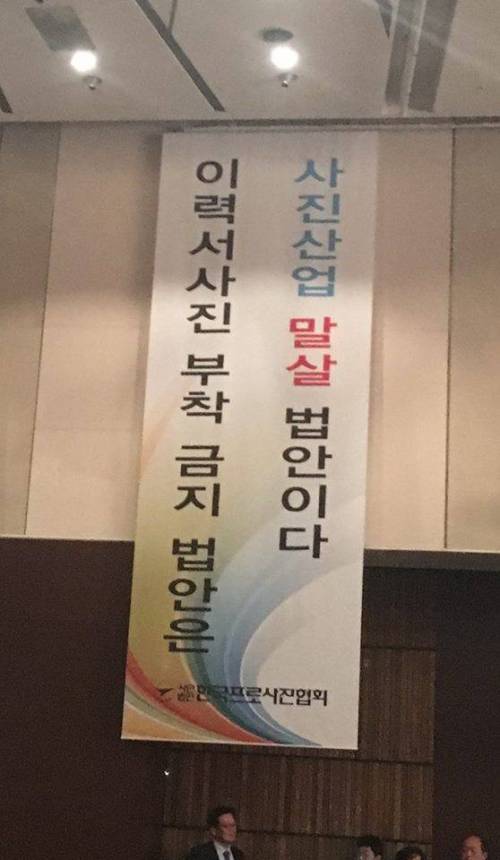 이력서사진 부착 금지 법안은
사진산업 말살 법안이다
한국프로사진협회